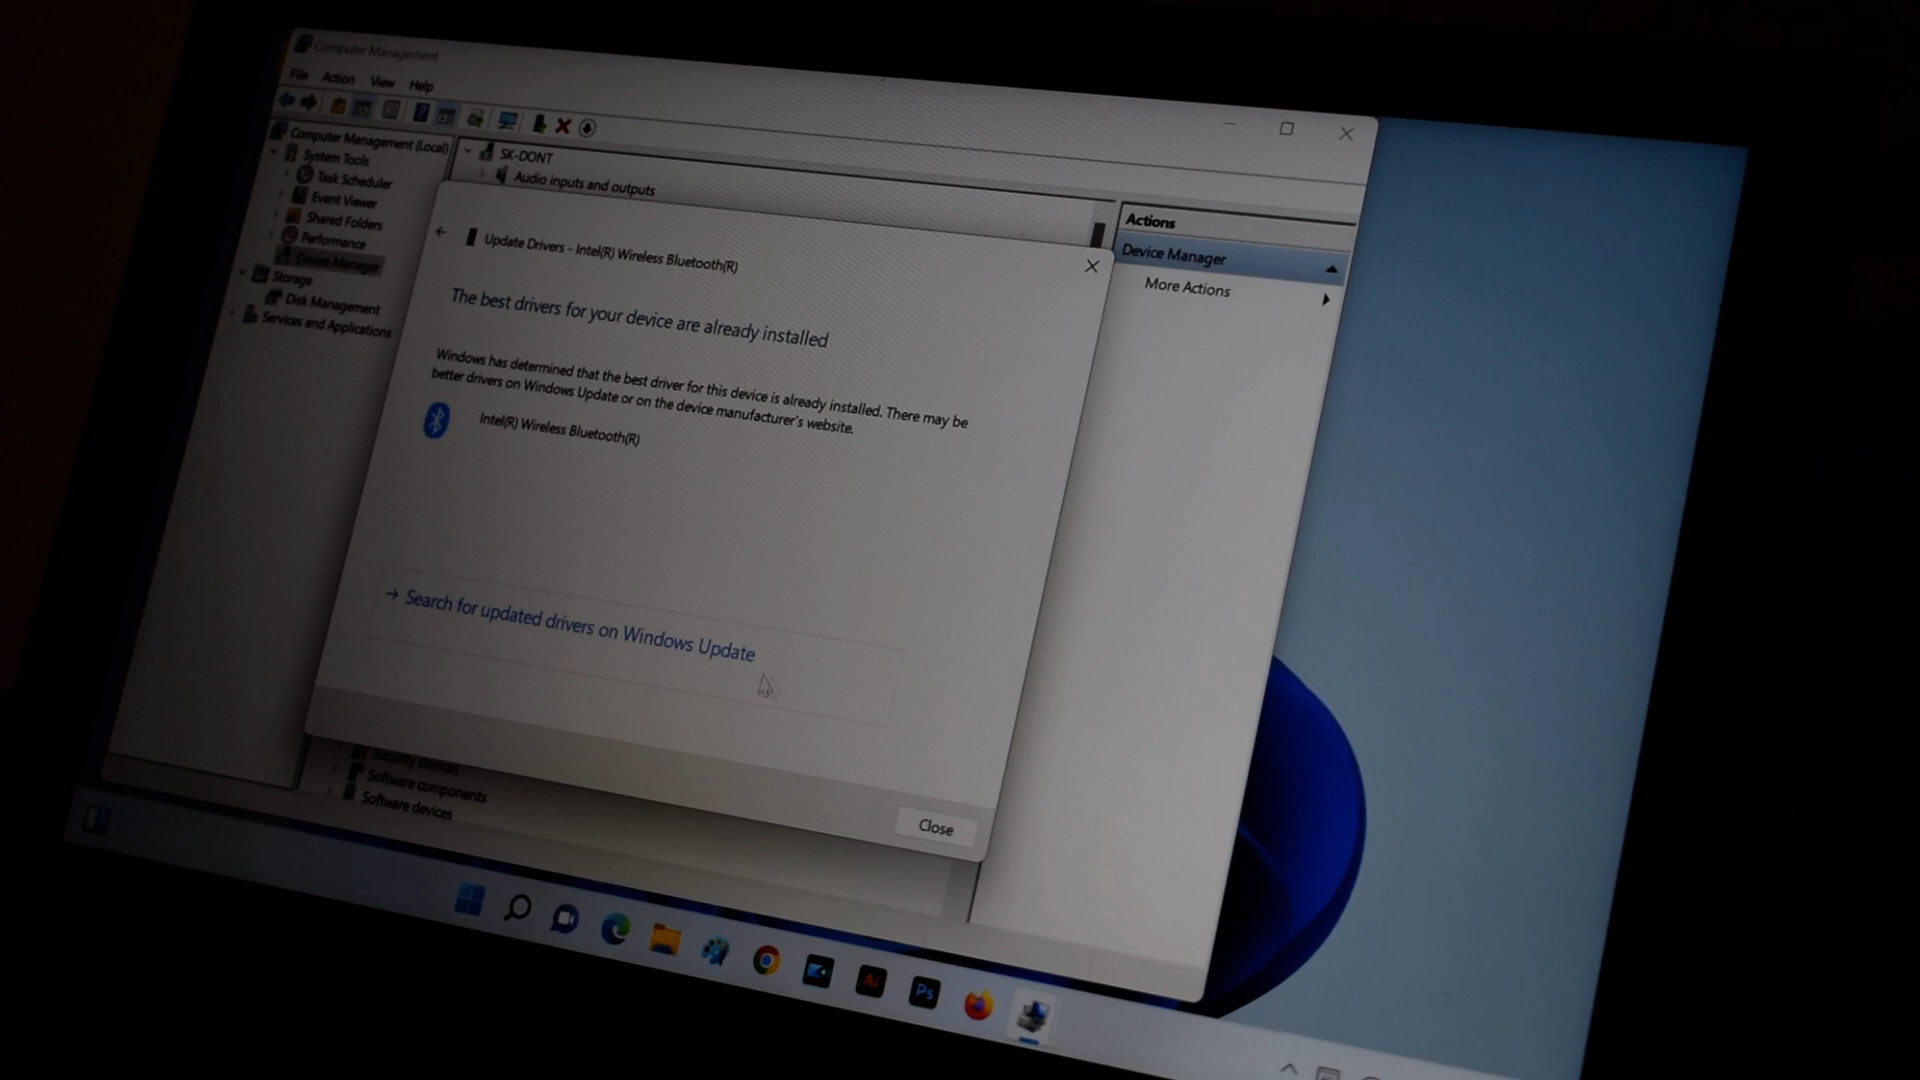 Computer Management
File Action View Help
Computer Management (Local)
System Tools
Task Scheduler
Event Viewer
Shared Folders
Performance
Device Manager
Storage
Disk Management
Services and Applications
SK-DONT
Audio inputs and outputs
Update Drivers - Intel(R) Wireless Bluetooth(R)
The best drivers for your device are already installed
Windows has determined that the best driver for this device is already installed. There may be
better drivers on Windows Update or on the device manufacturer's website.
Intel(R) Wireless Bluetooth(R)
Search for updated drivers on Windows Update
Close
Security devices
Software components
Software devices
Actions
Device Manager
More Actions
Ai
Ps